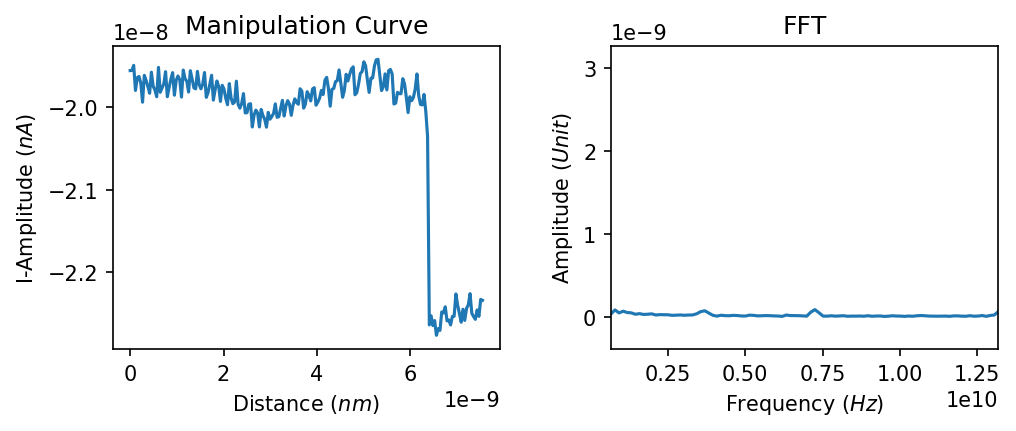 Manipulation Curve
1e−8
−2.0
−2.1
−2.2
I-Amplitude (nA)
0 2 4 6
1e−9
Distance (nm)
FFT
1e−9
3
2
1
0
Amplitude (Unit)
0.25 0.50 0.75 1.00 1.25
1e10
Frequency (Hz)